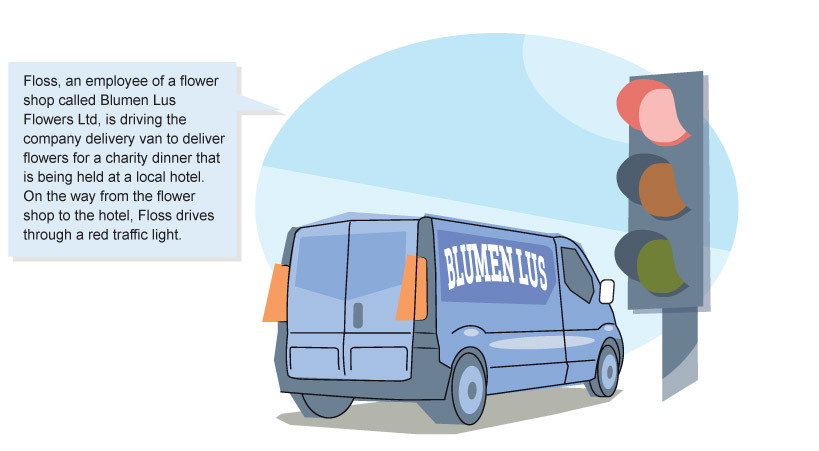 Floss, an employee of a flower
shop called Blumen Lus
Flowers Ltd, is driving the
company delivery van to deliver
flowers for a charity dinner that
is being held at a local hotel.
On the way from the flower
shop to the hotel, Floss drives
through a red traffic light.
BLUMEN LUS